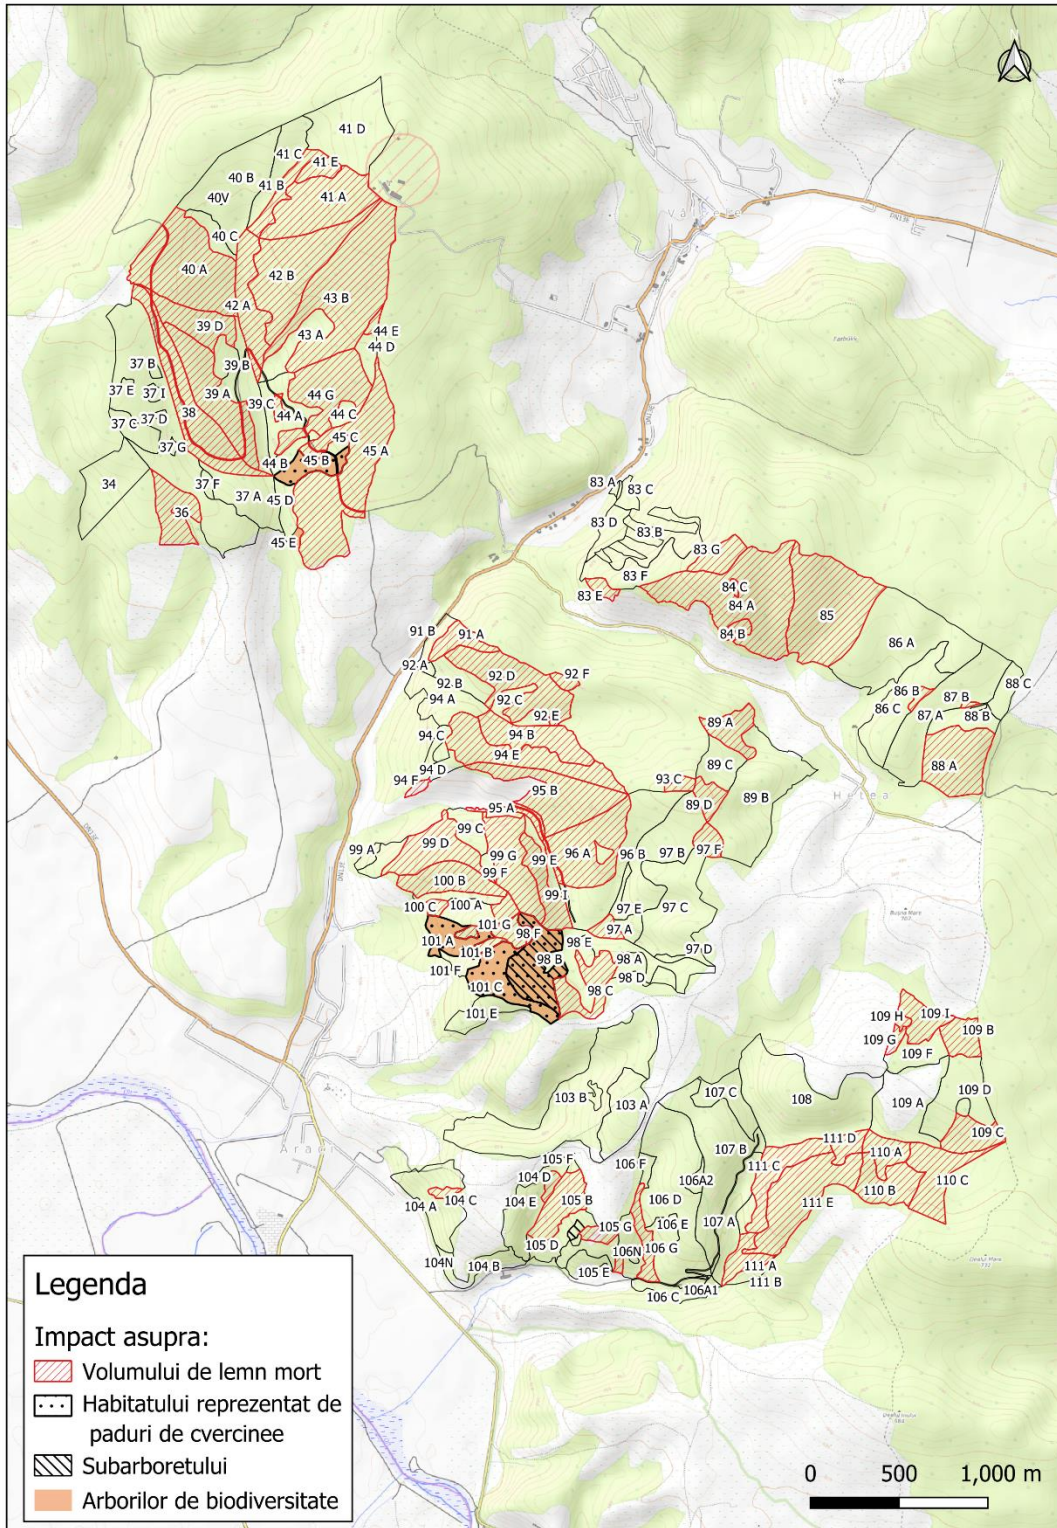 N
41 D
41 C
41 E
40 B
41 B
40V
41 A
40 C
40 A
42 B
43 B
42 A
39 D
43 A
44 E
44 D
37 B
39 B
37 E
37 I
39 A
44 G
39 C
38
44 A
44 C
37 C
37 D
45 C
37 G
45 A
44 B
45 B
34
37 F
37 A
45 D
36
45 E
DN13E
83 A
83 C
83 D
83 B
83 G
83 F
83 E
84 C
84 A
85
84 B
86 A
86 B
87 B
88 C
86 C
87 A
88 B
88 A
91 B
91 A
92 A
92 D
92 F
92 B
92 C
94 A
92 E
94 C
94 B
94 E
94 D
94 F
89 A
89 C
93 C
95 B
89 D
89 B
95 A
99 C
99 D
99 A
99 G
99 E
96 A
96 B
97 B
97 F
99 F
100 B
99 I
100 A
100 C
97 E
97 C
101 G
97 A
98 F
98 E
101 A
101 B
97 D
98 B
98 A
101 F
98 D
101 C
98 C
101 E
Hetea
DN13E
DN13E
Bușna Mare
109 H
109 I
109 G
109 B
109 F
103 B
103 A
107 C
108
109 A
109 D
109 C
107 B
111 D
105 F
106 F
111 C
110 A
104 D
106A2
110 C
104 C
104 E
105 B
106 D
110 B
104 A
111 E
105 G
106 E
107 A
105 D
106N
106 G
104N
104 B
105 E
111 A
106A1
111 B
106 C
Dealul Mare
Legenda
Impact asupra:
Volumului de lemn mort
Habitatului reprezentat de
paduri de cvercinee
Subarboretului
Arborilor de biodiversitate
0 500 1,000 m